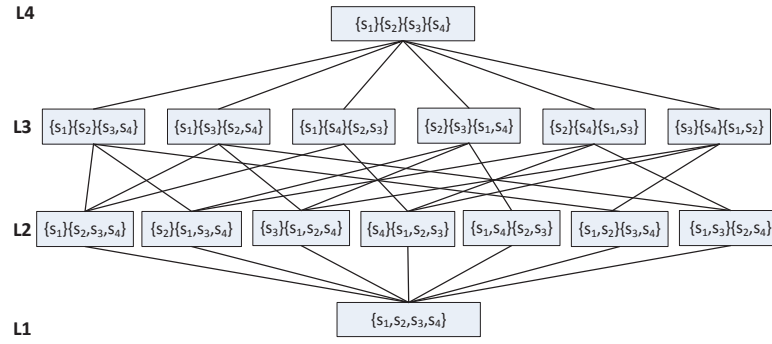 L4 {s₁}{s₂}{s₃}{s₄}
L3 {s₁}{s₂}{s₃,s₄} {s₁}{s₃}{s₂,s₄} {s₁}{s₄}{s₂,s₃} {s₂}{s₃}{s₁,s₄} {s₂}{s₄}{s₁,s₃} {s₃}{s₄}{s₁,s₂}
L2 {s₁}{s₂,s₃,s₄} {s₂}{s₁,s₃,s₄} {s₃}{s₁,s₂,s₄} {s₄}{s₁,s₂,s₃} {s₁,s₄}{s₂,s₃} {s₁,s₂}{s₃,s₄} {s₁,s₃}{s₂,s₄}
{s₁,s₂,s₃,s₄}
L1